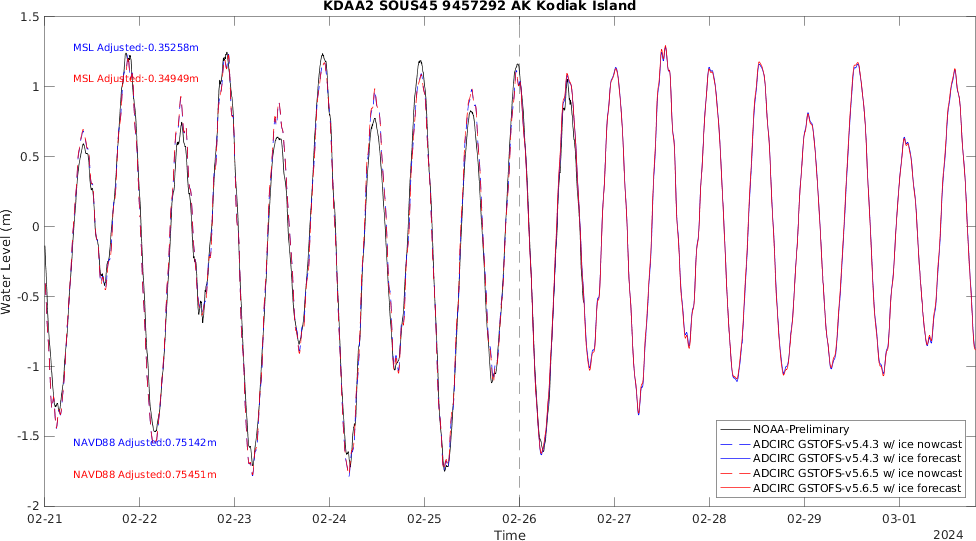 KDAA2 SOUS45 9457292 AK Kodiak Island
1.5
1
0.5
0
-0.5
-1
-1.5
-2
Water Level (m)
MSL Adjusted:-0.35258m
MSL Adjusted:-0.34949m
NAVD88 Adjusted:0.75142m
NAVD88 Adjusted:0.75451m
NOAA-Preliminary
ADCIRC GSTOFS-v5.4.3 w/ ice nowcast
ADCIRC GSTOFS-v5.4.3 w/ ice forecast
ADCIRC GSTOFS-v5.6.5 w/ ice nowcast
ADCIRC GSTOFS-v5.6.5 w/ ice forecast
02-21 02-22 02-23 02-24 02-25 02-26 02-27 02-28 02-29 03-01
Time
2024